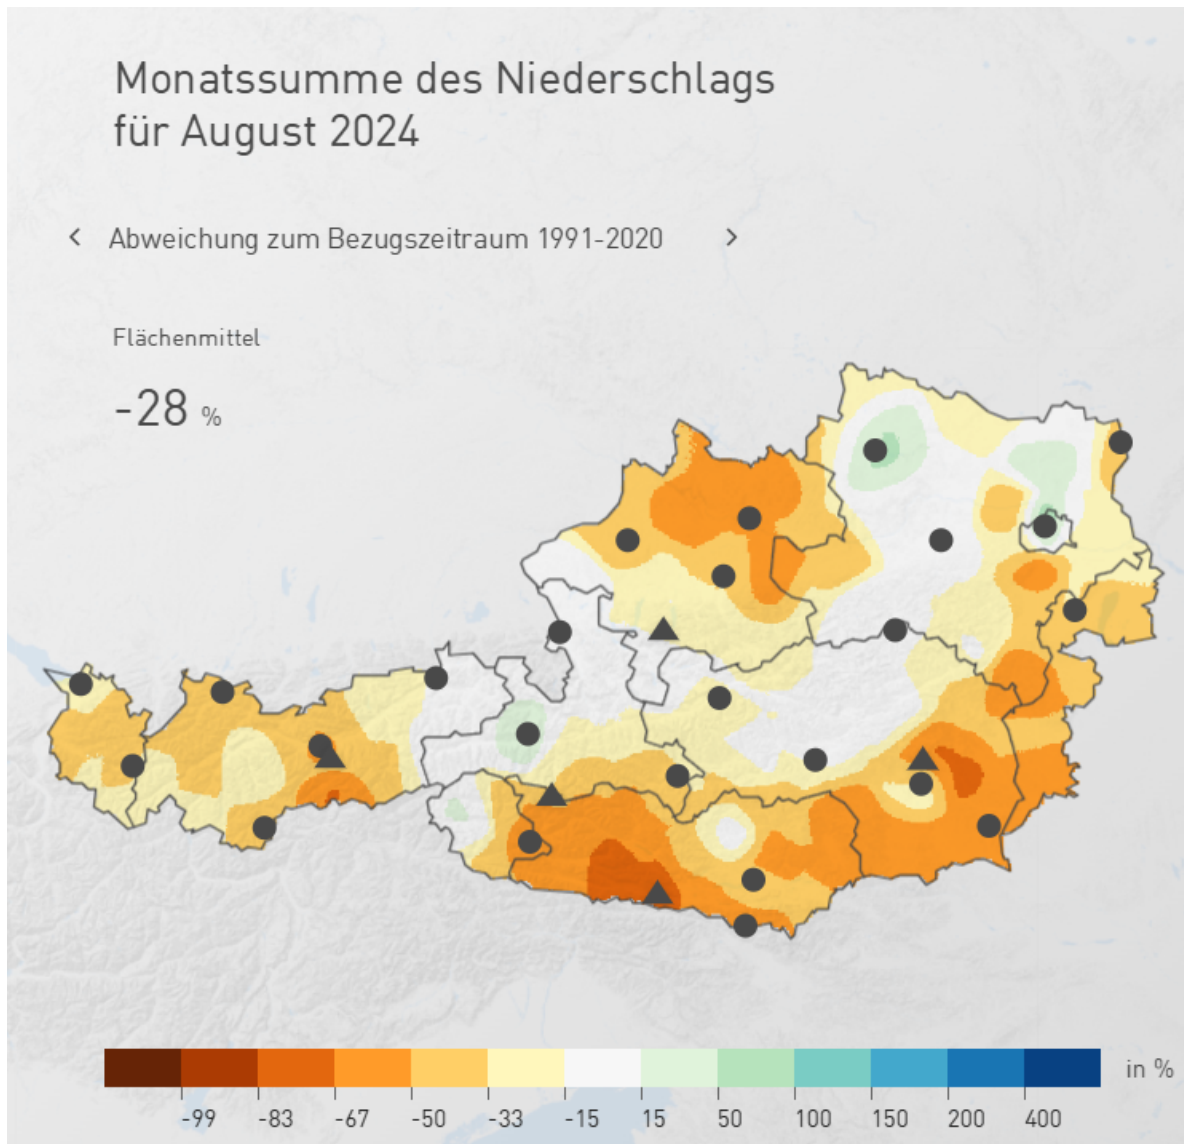 Monatssumme des Niederschlags
für August 2024
< Abweichung zum Bezugszeitraum 1991-2020 >
Flächenmittel
-28 %
in %
-99 -83 -67 -50 -33 -15 15 50 100 150 200 400